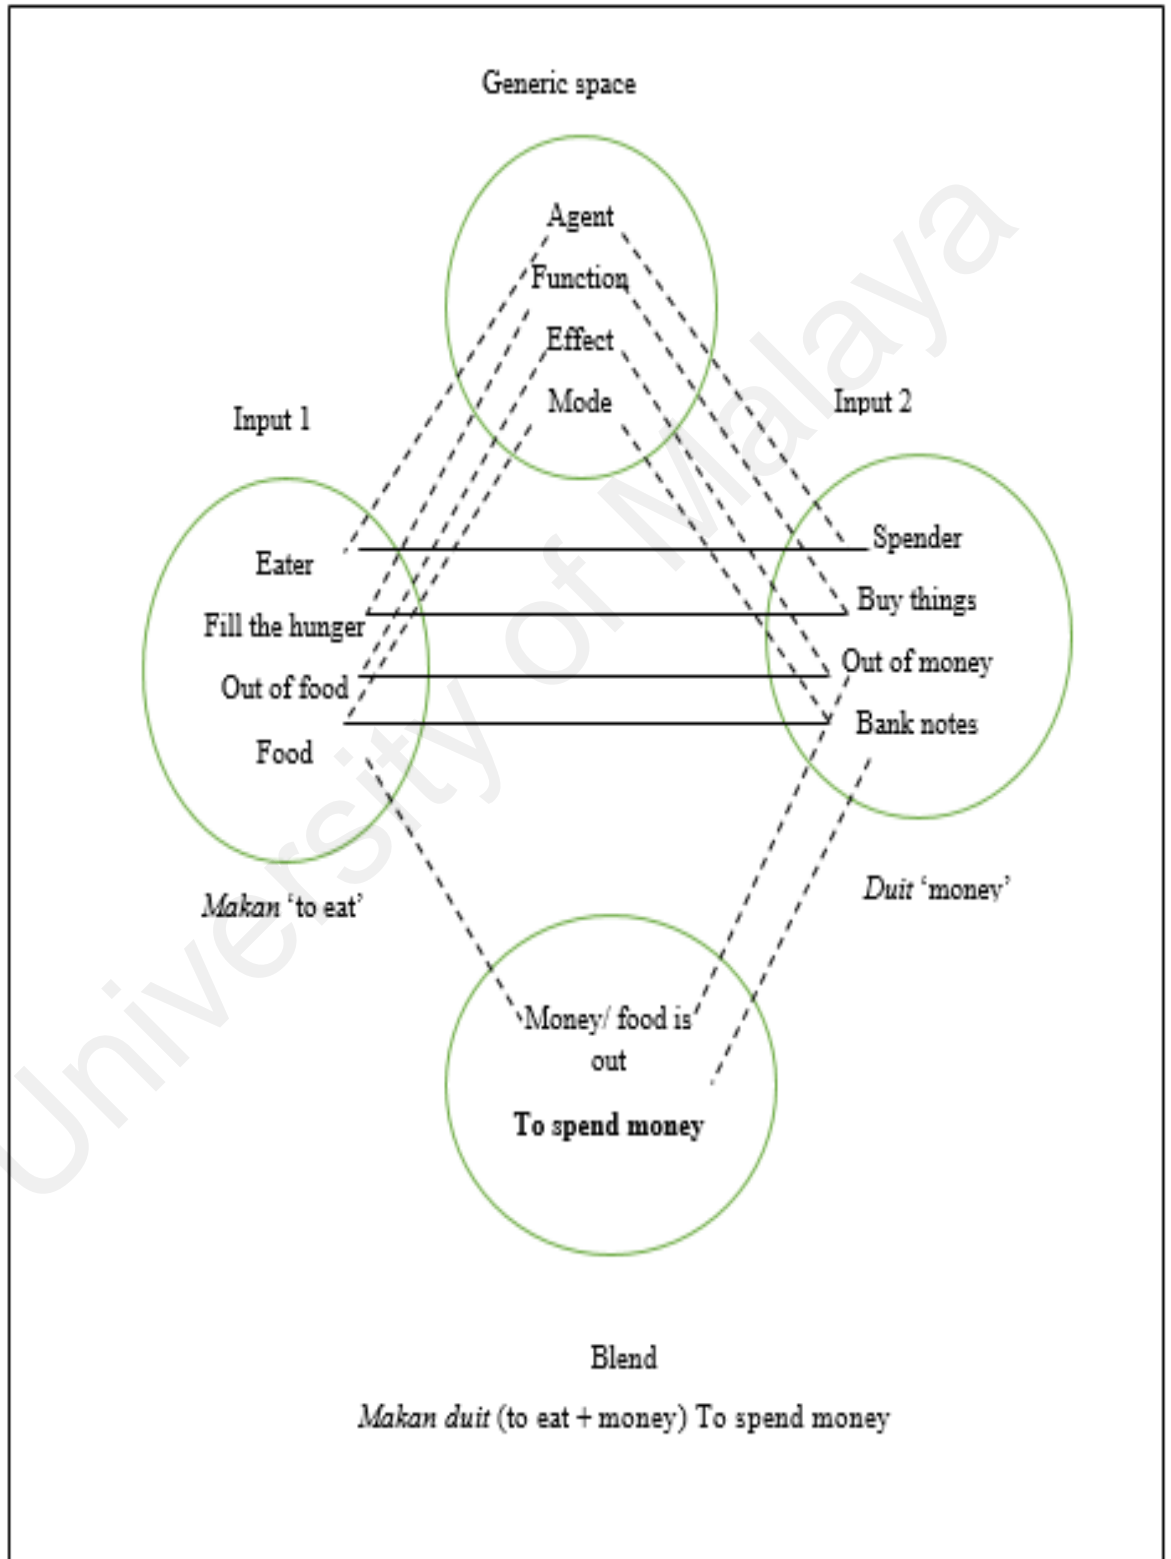 Generic space
Agent
Function
Effect
Mode
Input 1
Input 2
Eater
Fill the hunger
Out of food
Food
Spender
Buy things
Out of money
Bank notes
Makan ‘to eat’
Duit ‘money’
Money/ food is
out
To spend money
Blend
Makan duit (to eat + money) To spend money
University of Malaya